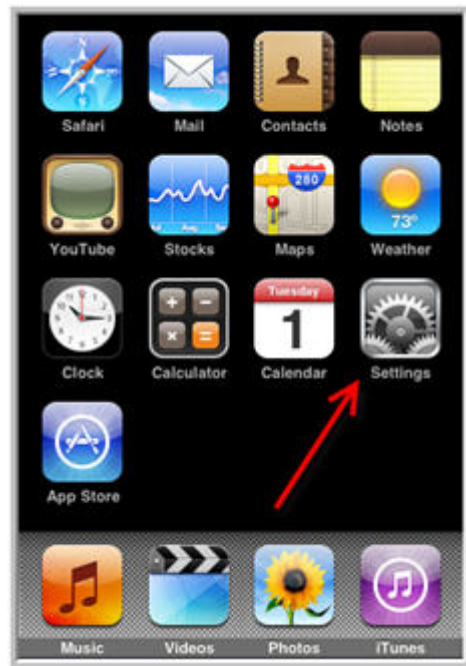 Safari Mail Contacts Notes
280
73°
YouTube Stocks Maps Weather
Tuesday
1
Clock Calculator Calendar Settings
App Store
Music Videos Photos iTunes